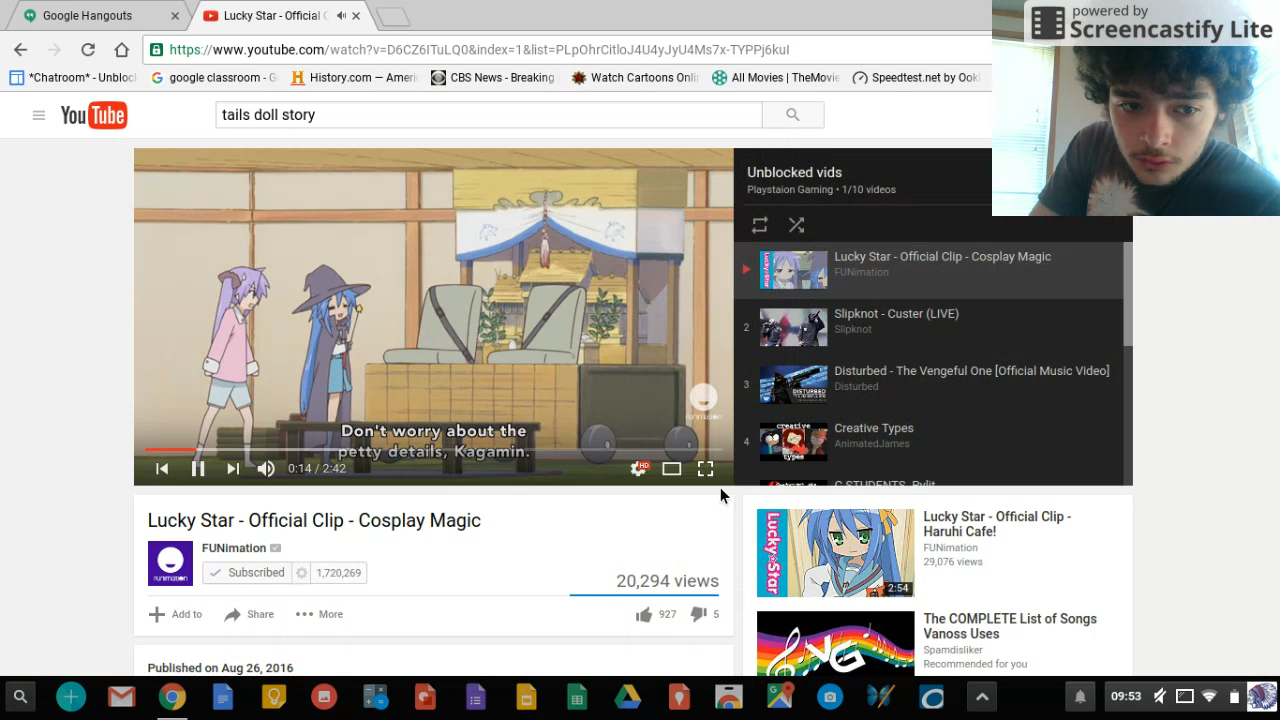 Google Hangouts
Lucky Star - Official C
powered by
Screencastify Lite
https://www.youtube.com/watch?v=D6CZ6ITuLQ0&index=1&list=PLpOhrCitloJ4U4yJyU4Ms7x-TYPPj6kuI
*Chatroom* - Unbloc
google classroom - G
History.com — Ameri
CBS News - Breaking
Watch Cartoons Onli
All Movies | TheMovie
Speedtest.net by Ookl
YouTube
tails doll story
Unblocked vids
Playstaion Gaming • 1/10 videos
Lucky Star - Official Clip - Cosplay Magic
FUNimation
2
Slipknot - Custer (LIVE)
Slipknot
3
Disturbed - The Vengeful One [Official Music Video]
Disturbed
4
Creative Types
AnimatedJames
Don't worry about the
petty details, Kagamin.
0:14 / 2:42
HD
Lucky Star - Official Clip - Cosplay Magic
FUNimation
Subscribed
1,720,269
20,294 views
Add to
Share
More
927
5
Published on Aug 26, 2016
Lucky Star - Official Clip -
Haruhi Cafe!
FUNimation
29,076 views
2:54
The COMPLETE List of Songs
Vanoss Uses
Spamdisliker
Recommended for you
09:53